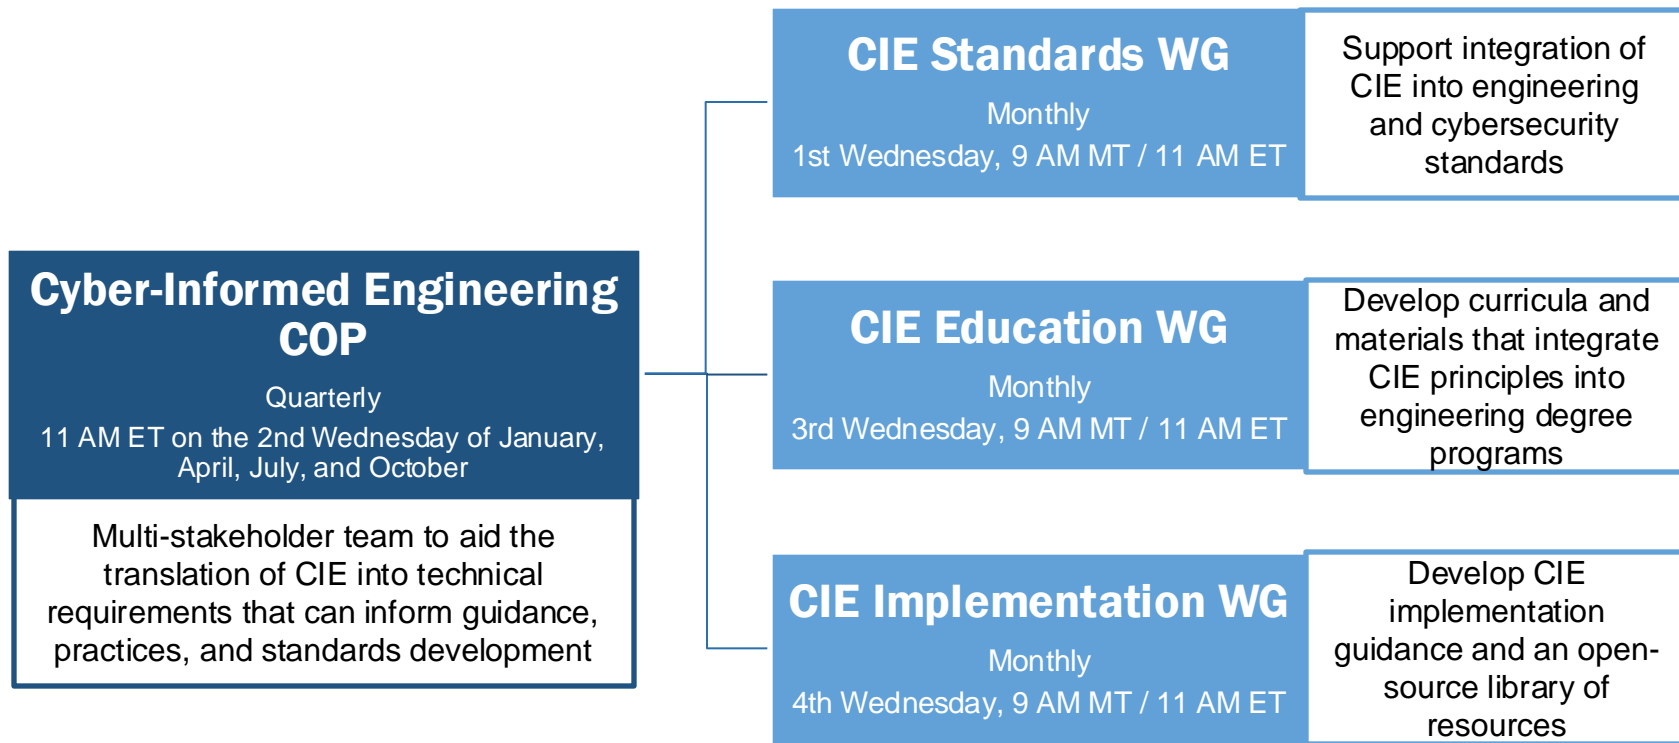 Cyber-Informed Engineering
COP
Quarterly
11 AM ET on the 2nd Wednesday of January,
April, July, and October
Multi-stakeholder team to aid the
translation of CIE into technical
requirements that can inform guidance,
practices, and standards development
CIE Standards WG
Monthly
1st Wednesday, 9 AM MT / 11 AM ET
Support integration of
CIE into engineering
and cybersecurity
standards
CIE Education WG
Monthly
3rd Wednesday, 9 AM MT / 11 AM ET
Develop curricula and
materials that integrate
CIE principles into
engineering degree
programs
CIE Implementation WG
Monthly
4th Wednesday, 9 AM MT / 11 AM ET
Develop CIE
implementation
guidance and an open-
source library of
resources